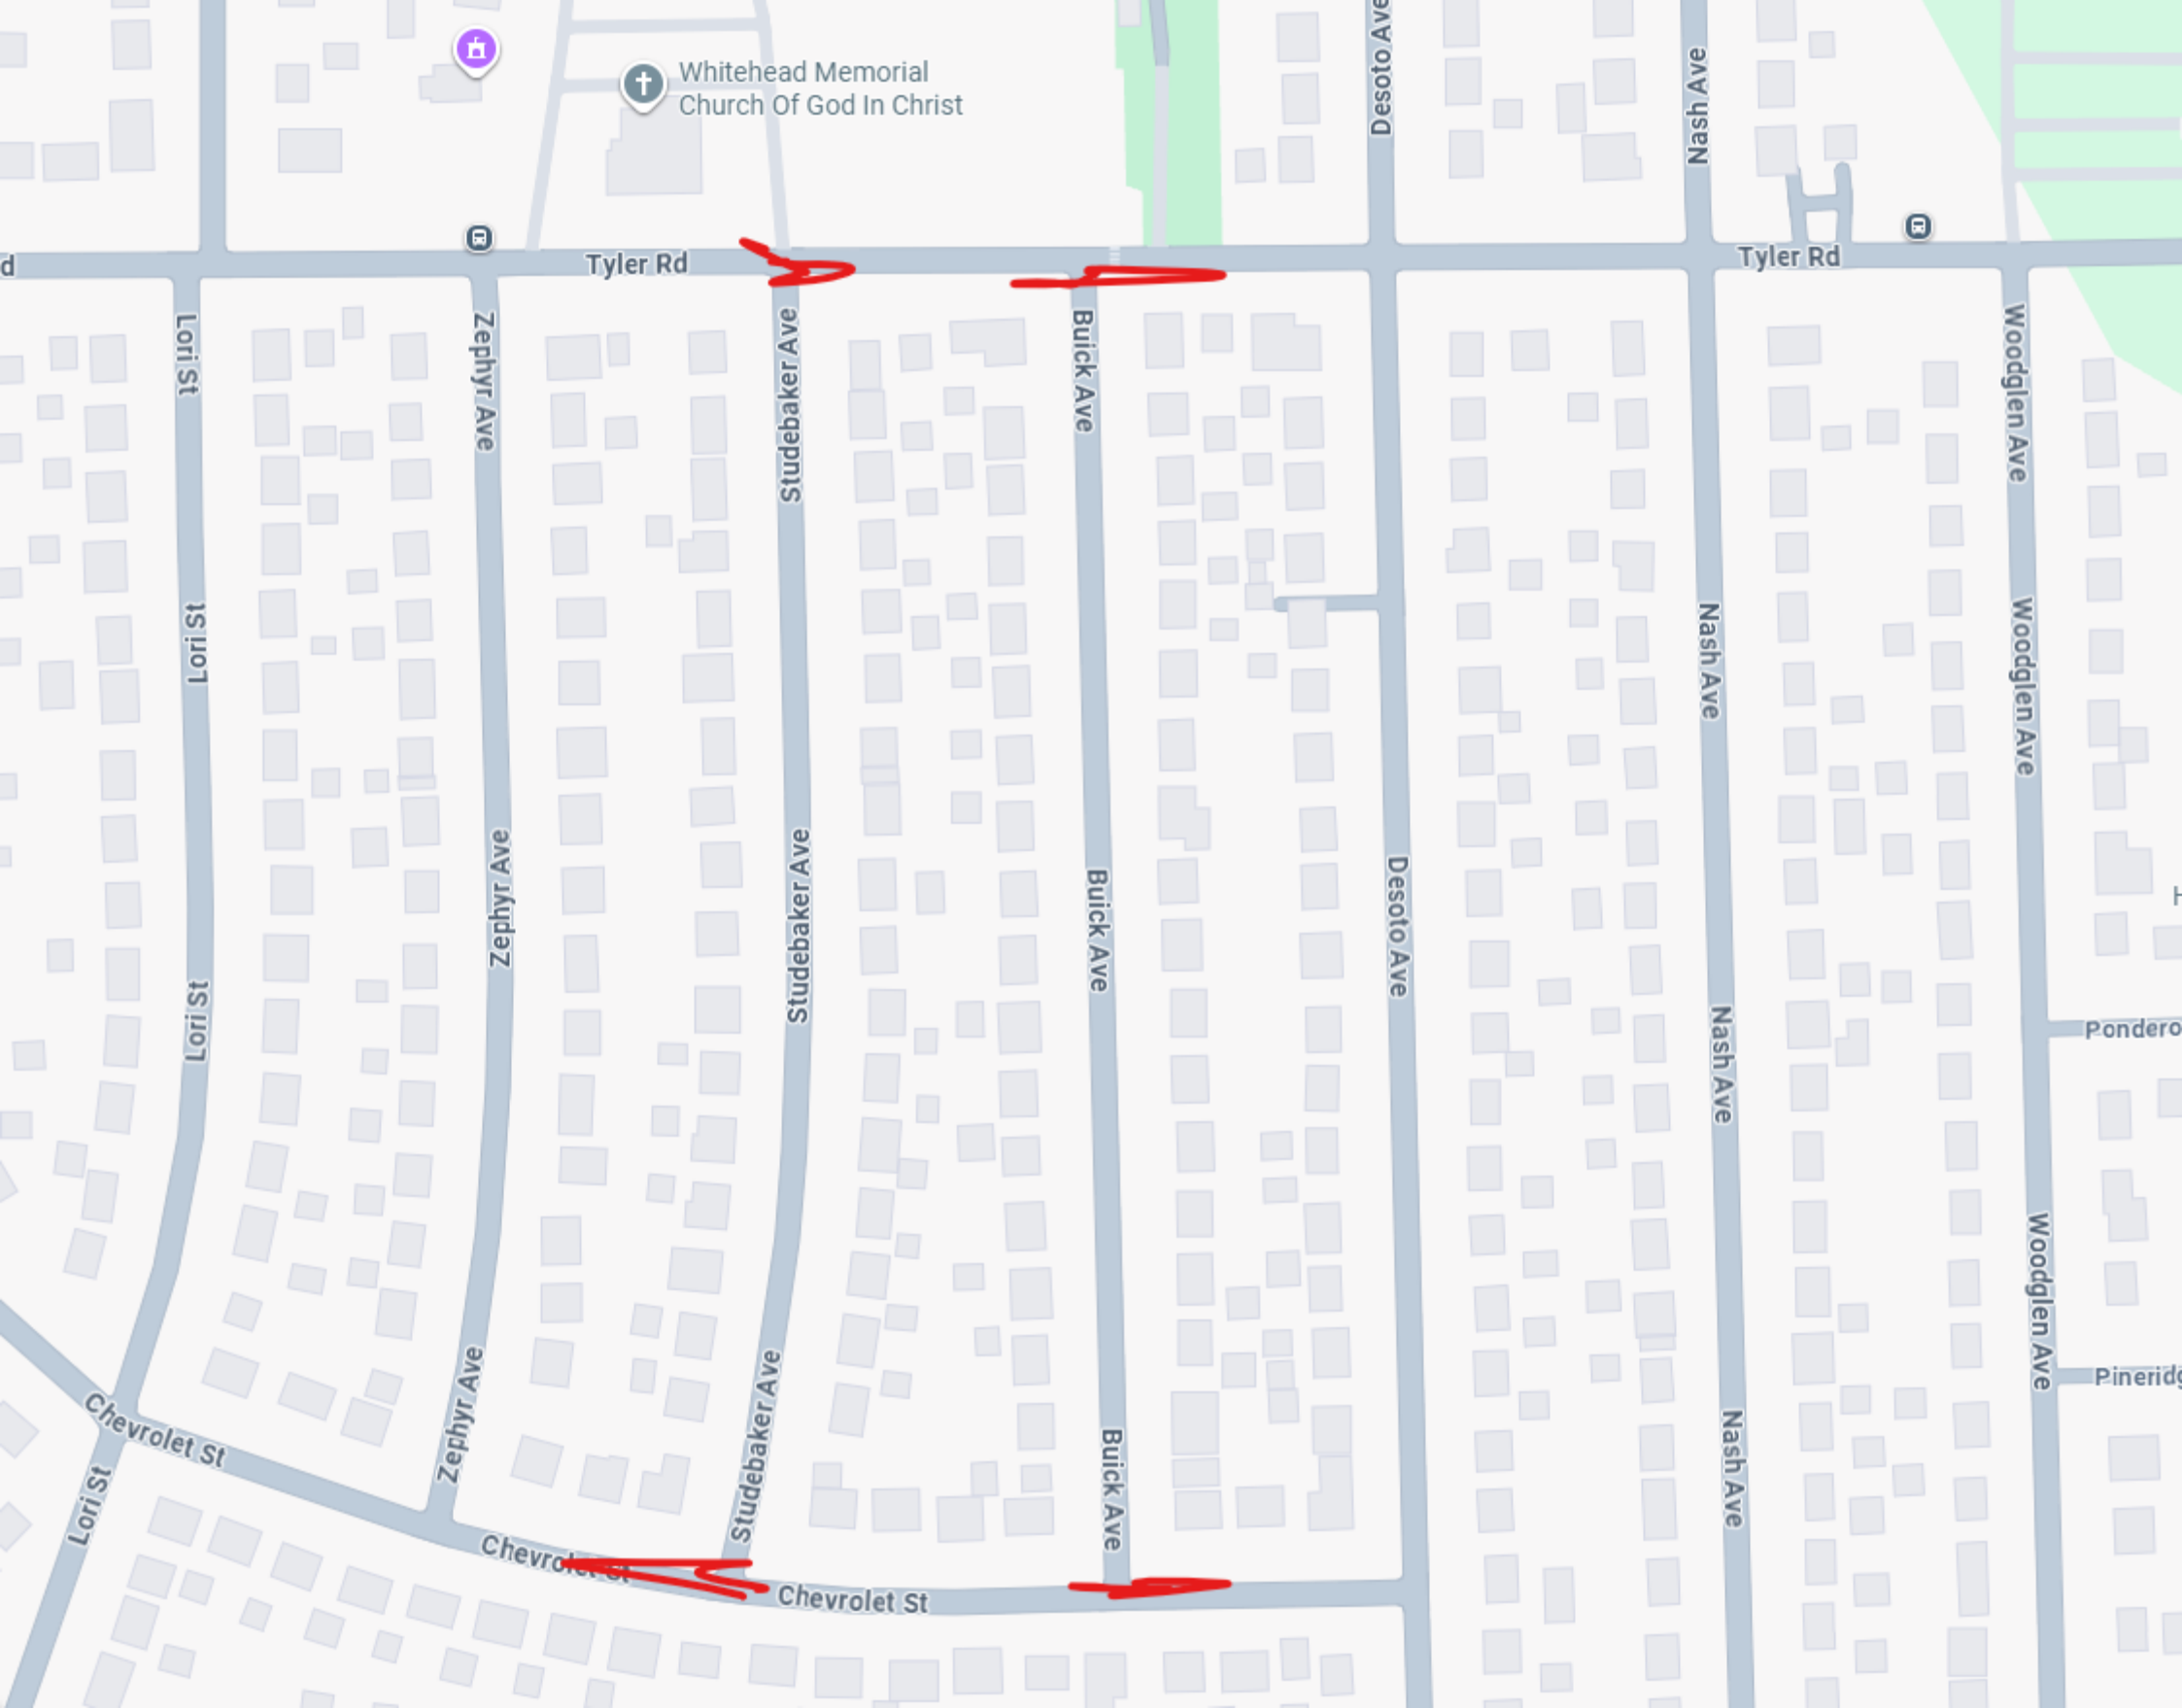 Desoto Ave
Nash Ave
Whitehead Memorial
Church Of God In Christ
d
Tyler Rd
Tyler Rd
Lori St
Zephyr Ave
Studebaker Ave
Buick Ave
Woodglen Ave
Lori St
Nash Ave
Woodglen Ave
Zephyr Ave
Studebaker Ave
Buick Ave
Desoto Ave
H
Lori St
Nash Ave
Pondero
Woodglen Ave
Zephyr Ave
Studebaker Ave
Pineridg
Chevrolet St
Buick Ave
Nash Ave
Lori St
Chevrolet St
Chevrolet St